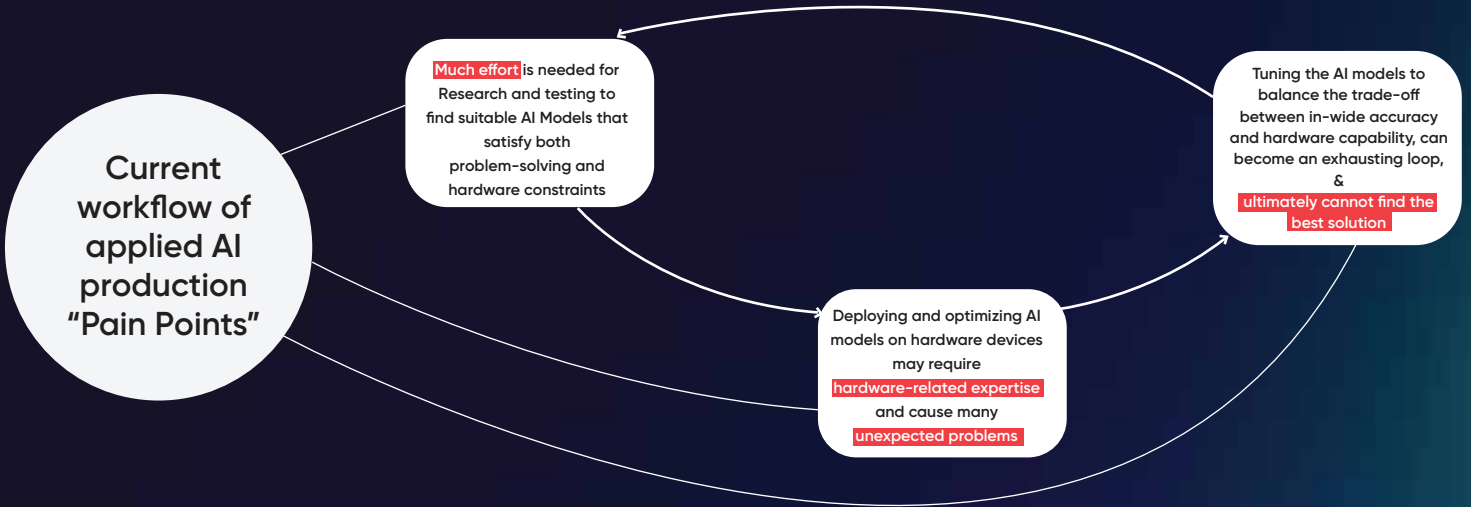 Current
workflow of
applied AI
production
“Pain Points”
Much effort is needed for
Research and testing to
find suitable AI Models that
satisfy both
problem-solving and
hardware constraints
Deploying and optimizing AI
models on hardware devices
may require
hardware-related expertise
and cause many
unexpected problems
Tuning the AI models to
balance the trade-off
between in-wide accuracy
and hardware capability, can
become an exhausting loop,
&
ultimately cannot find the
best solution